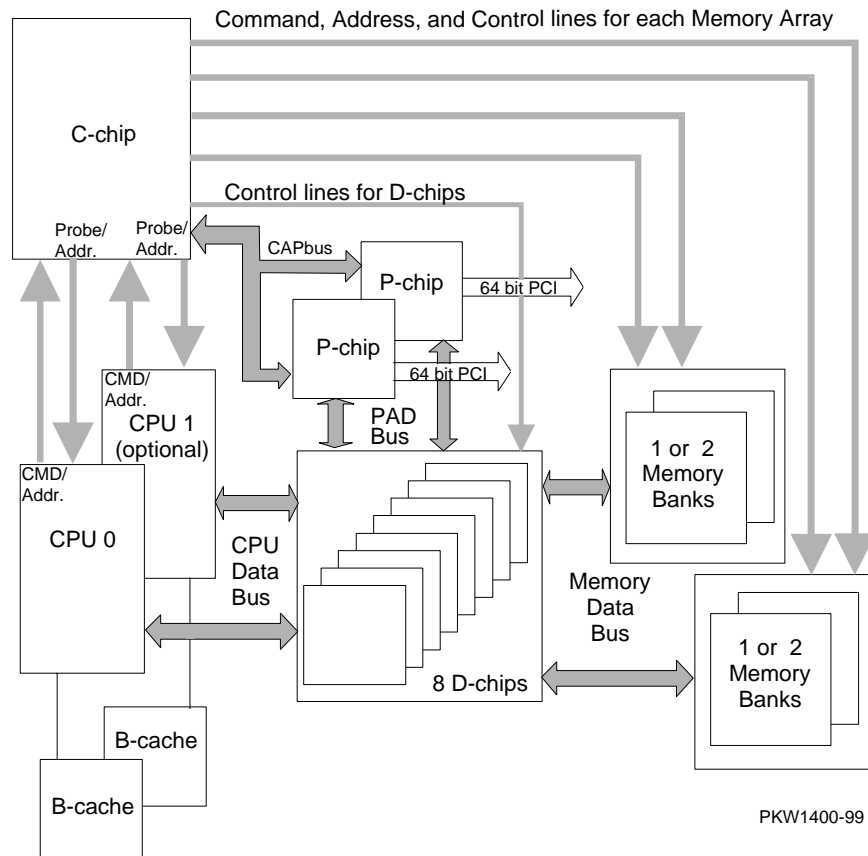 Command, Address, and Control lines for each Memory Array
C-chip
Control lines for D-chips
Probe/
Addr.
Probe/
Addr.
CAPbus
P-chip
64 bit PCI
P-chip
64 bit PCI
CMD/
Addr.
CPU 1
(optional)
PAD
Bus
1 or 2
Memory
Banks
CMD/
Addr.
CPU 0
CPU
Data
Bus
Memory
Data
Bus
1 or 2
Memory
Banks
8 D-chips
B-cache
B-cache
PKW1400-99